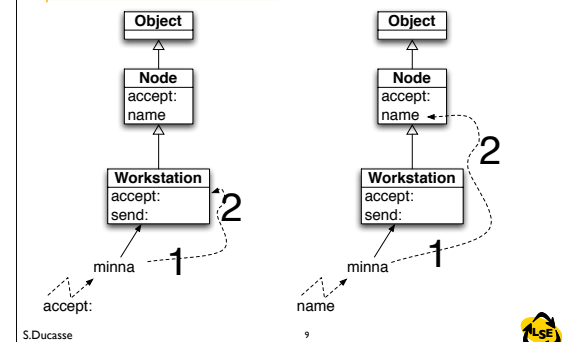 Object
Node
accept:
name
Workstation
accept:
send:
2
1
minna
accept:
Object
Node
accept:
name
2
Workstation
accept:
send:
1
minna
name
S.Ducasse
9
LSE